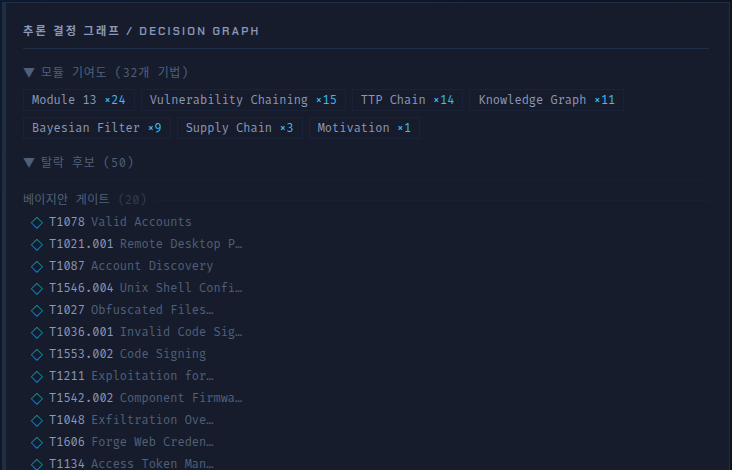 추론 결정 그래프 / DECISION GRAPH
▼ 모듈 기여도 (32개 기법)
Module 13 ×24 Vulnerability Chaining ×15 TTP Chain ×14 Knowledge Graph ×11
Bayesian Filter ×9 Supply Chain ×3 Motivation ×1
▼ 탈락 후보 (50)
베이지안 게이트 (20)
◇ T1078 Valid Accounts
◇ T1021.001 Remote Desktop P…
◇ T1087 Account Discovery
◇ T1546.004 Unix Shell Confi…
◇ T1027 Obfuscated Files…
◇ T1036.001 Invalid Code Sig…
◇ T1553.002 Code Signing
◇ T1211 Exploitation for…
◇ T1542.002 Component Firmwa…
◇ T1048 Exfiltration Ove…
◇ T1606 Forge Web Creden…
◇ T1134 Access Token Man…